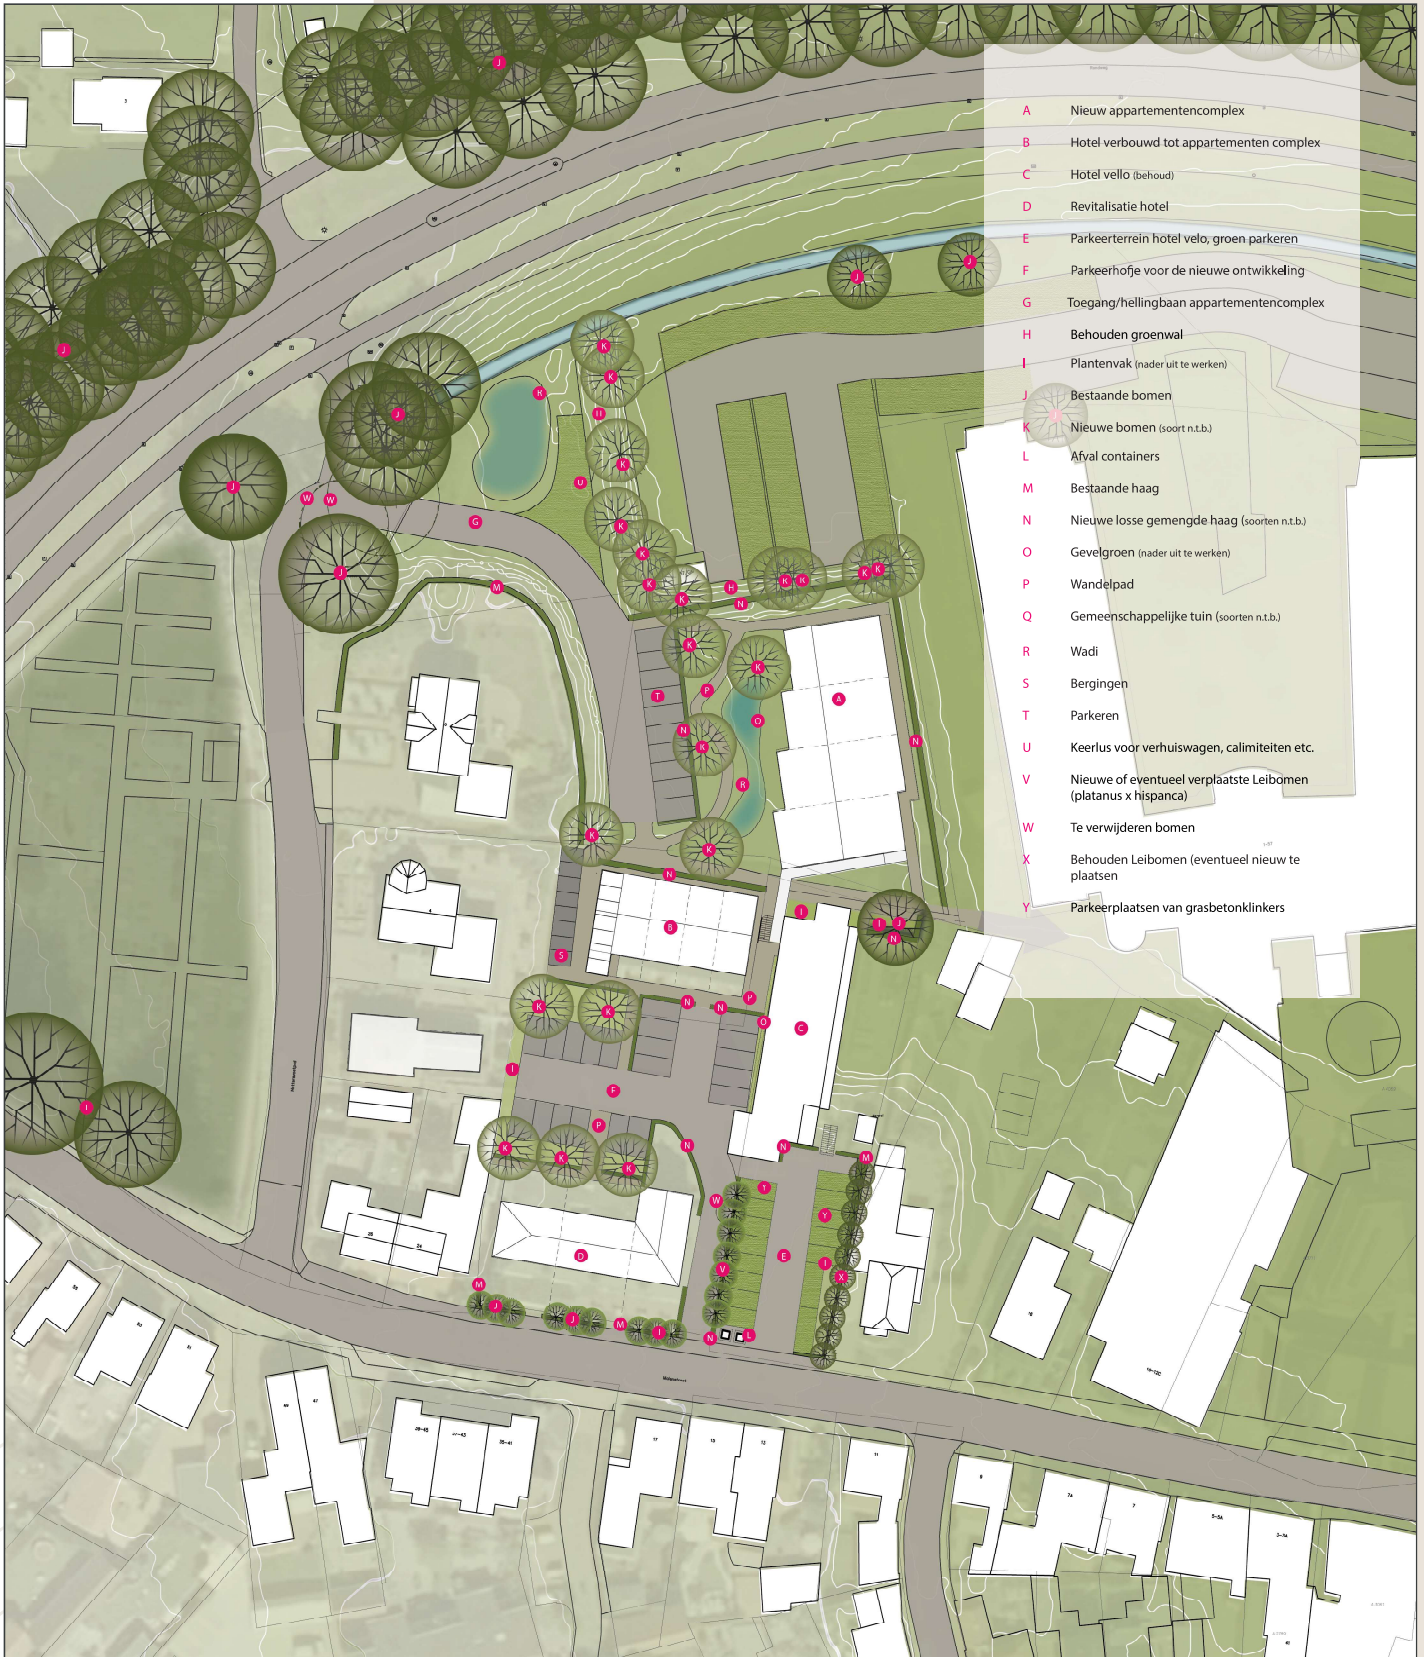 A Nieuw appartementencomplex
B Hotel verbouwd tot appartementen complex
C Hotel vello (behoud)
D Revitalisatie hotel
E Parkeerterrein hotel velo, groen parkeren
F Parkeerhofje voor de nieuwe ontwikkeling
G Toegang/hellingbaan appartementencomplex
H Behouden groenwal
I Plantenvak (nader uit te werken)
J Bestaande bomen
K Nieuwe bomen (soort n.t.b.)
L Afval containers
M Bestaande haag
N Nieuwe losse gemengde haag (soorten n.t.b.)
O Gevelgroen (nader uit te werken)
P Wandelpad
Q Gemeenschappelijke tuin (soorten n.t.b.)
R Wadi
S Bergingen
T Parkeren
U Keerlus voor verhuiswagen, calimiteiten etc.
V Nieuwe of eventueel verplaatste Leibomen
(platanus x hispanca)
W Te verwijderen bomen
X Behouden Leibomen (eventueel nieuw te
plaatsen
Y Parkeerplaatsen van grasbetonklinkers
J
J
J
J
J
K
K
R
H
J
K
U
J
W W
G
K
K
J
M
K
K
H
K K
K K
N
K
K
P
T
A
O
N
K
N
R
K
K
N
I
B
I J
N
S
K
K
N
N
P
O
C
I
F
I
P
K
K
K
N
N
M
W
Y
Y
D
E
V
I
X
M
J
J
M
I
N
L